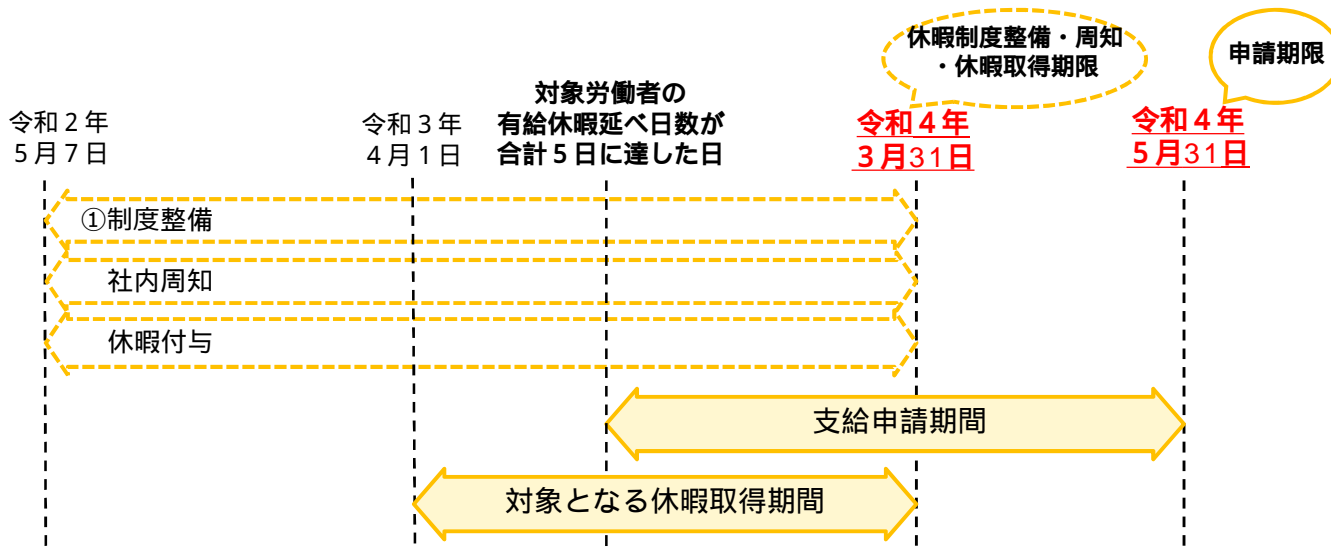 休暇制度整備・周知
・休暇取得期限
申請期限
令和２年
５月７日
令和３年
４月１日
対象労働者の
有給休暇延べ日数が
合計５日に達した日
令和４年
３月31日
令和４年
５月31日
①制度整備
社内周知
休暇付与
支給申請期間
対象となる休暇取得期間